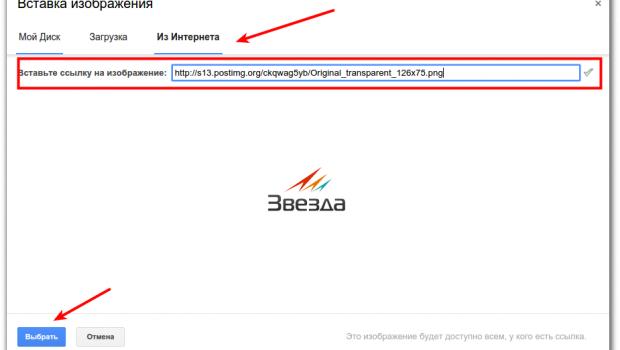 Вставка изображения
×
Мой Диск Загрузка Из Интернета
Вставьте ссылку на изображение: http://s13.postimg.org/ckqwag5yb/Original_transparent_126x75.png
Звезда
Выбрать Отмена Это изображение будет доступно всем, у кого есть ссылка.